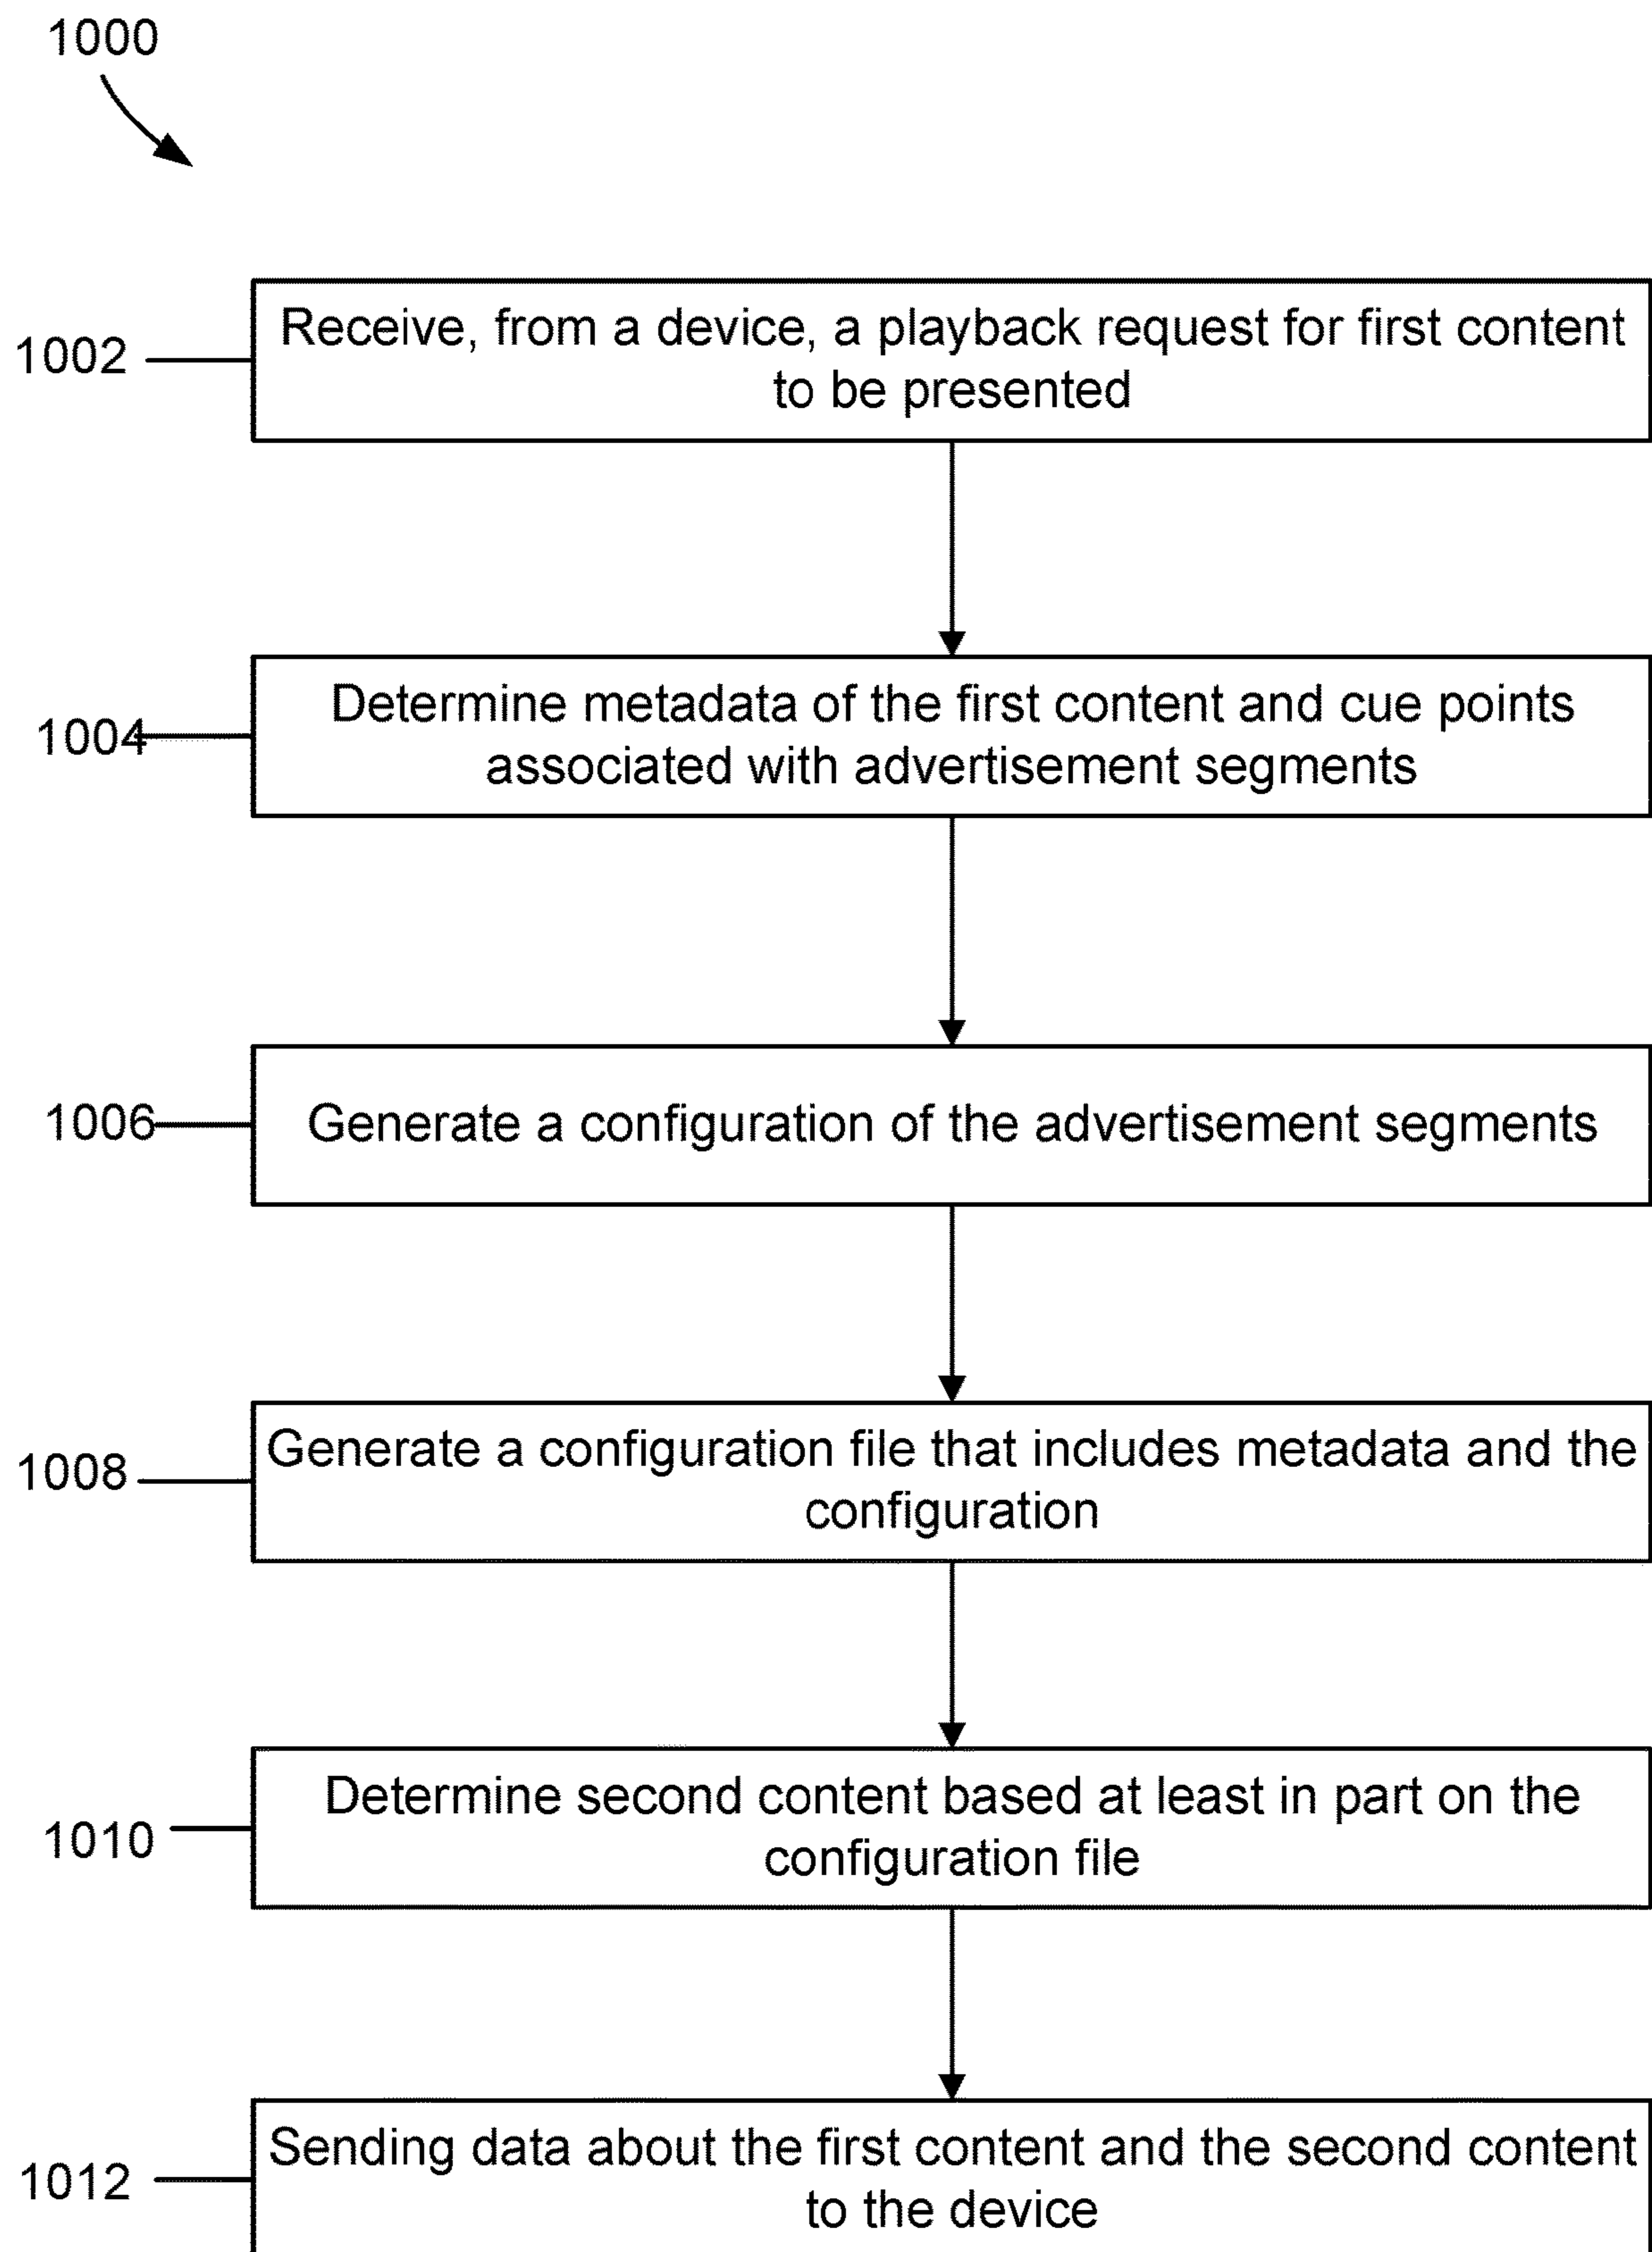 1000
1002
Receive, from a device, a playback request for first content
to be presented
1004
Determine metadata of the first content and cue points
associated with advertisement segments
1006
Generate a configuration of the advertisement segments
1008
Generate a configuration file that includes metadata and the
configuration
1010
Determine second content based at least in part on the
configuration file
1012
Sending data about the first content and the second content
to the device